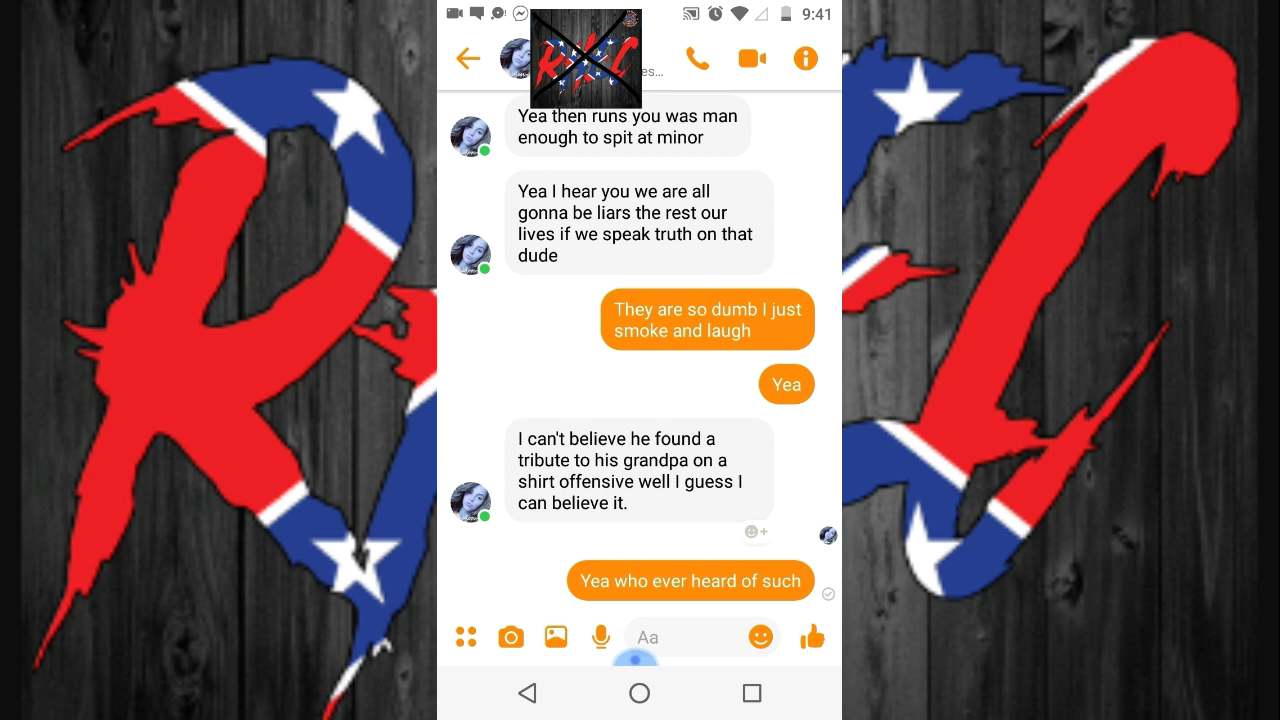 9:41
es...
Yea then runs you was man
enough to spit at minor
Yea I hear you we are all
gonna be liars the rest our
lives if we speak truth on that
dude
They are so dumb I just
smoke and laugh
Yea
I can't believe he found a
tribute to his grandpa on a
shirt offensive well I guess I
can believe it.
Yea who ever heard of such
Aa